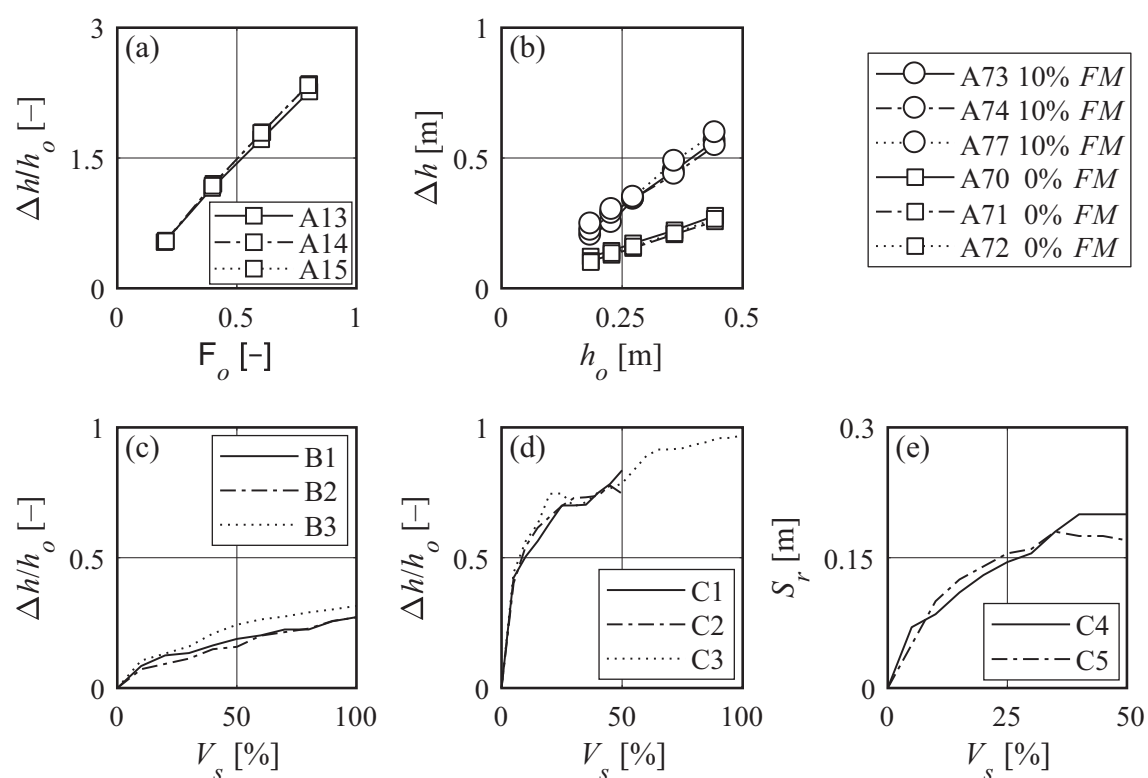 (a)
3
1.5
0
Δh/h_o [–]
0
0.5
1
F_o [–]
A13
A14
A15
(b)
1
0.5
0
Δh [m]
0
0.25
0.5
h_o [m]
A73 10% FM
A74 10% FM
A77 10% FM
A70 0% FM
A71 0% FM
A72 0% FM
(c)
1
0.5
0
Δh/h_o [–]
0
50
100
V_s [%]
B1
B2
B3
(d)
1
0.5
0
Δh/h_o [–]
0
50
100
V_s [%]
C1
C2
C3
(e)
0.3
0.15
0
S_r [m]
0
25
50
V_s [%]
C4
C5